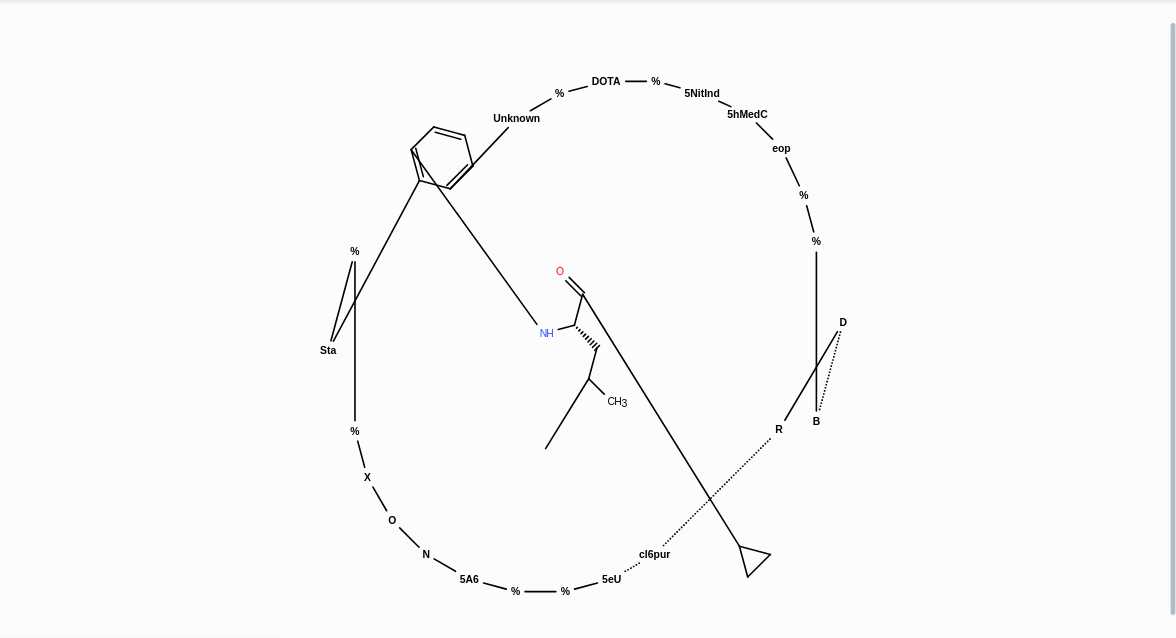 DOTA
%
%
5NitInd
5hMedC
Unknown
eop
%
%
%
O
D
NH
Sta
CH3
B
R
%
X
O
N
cl6pur
5A6
5eU
%
%